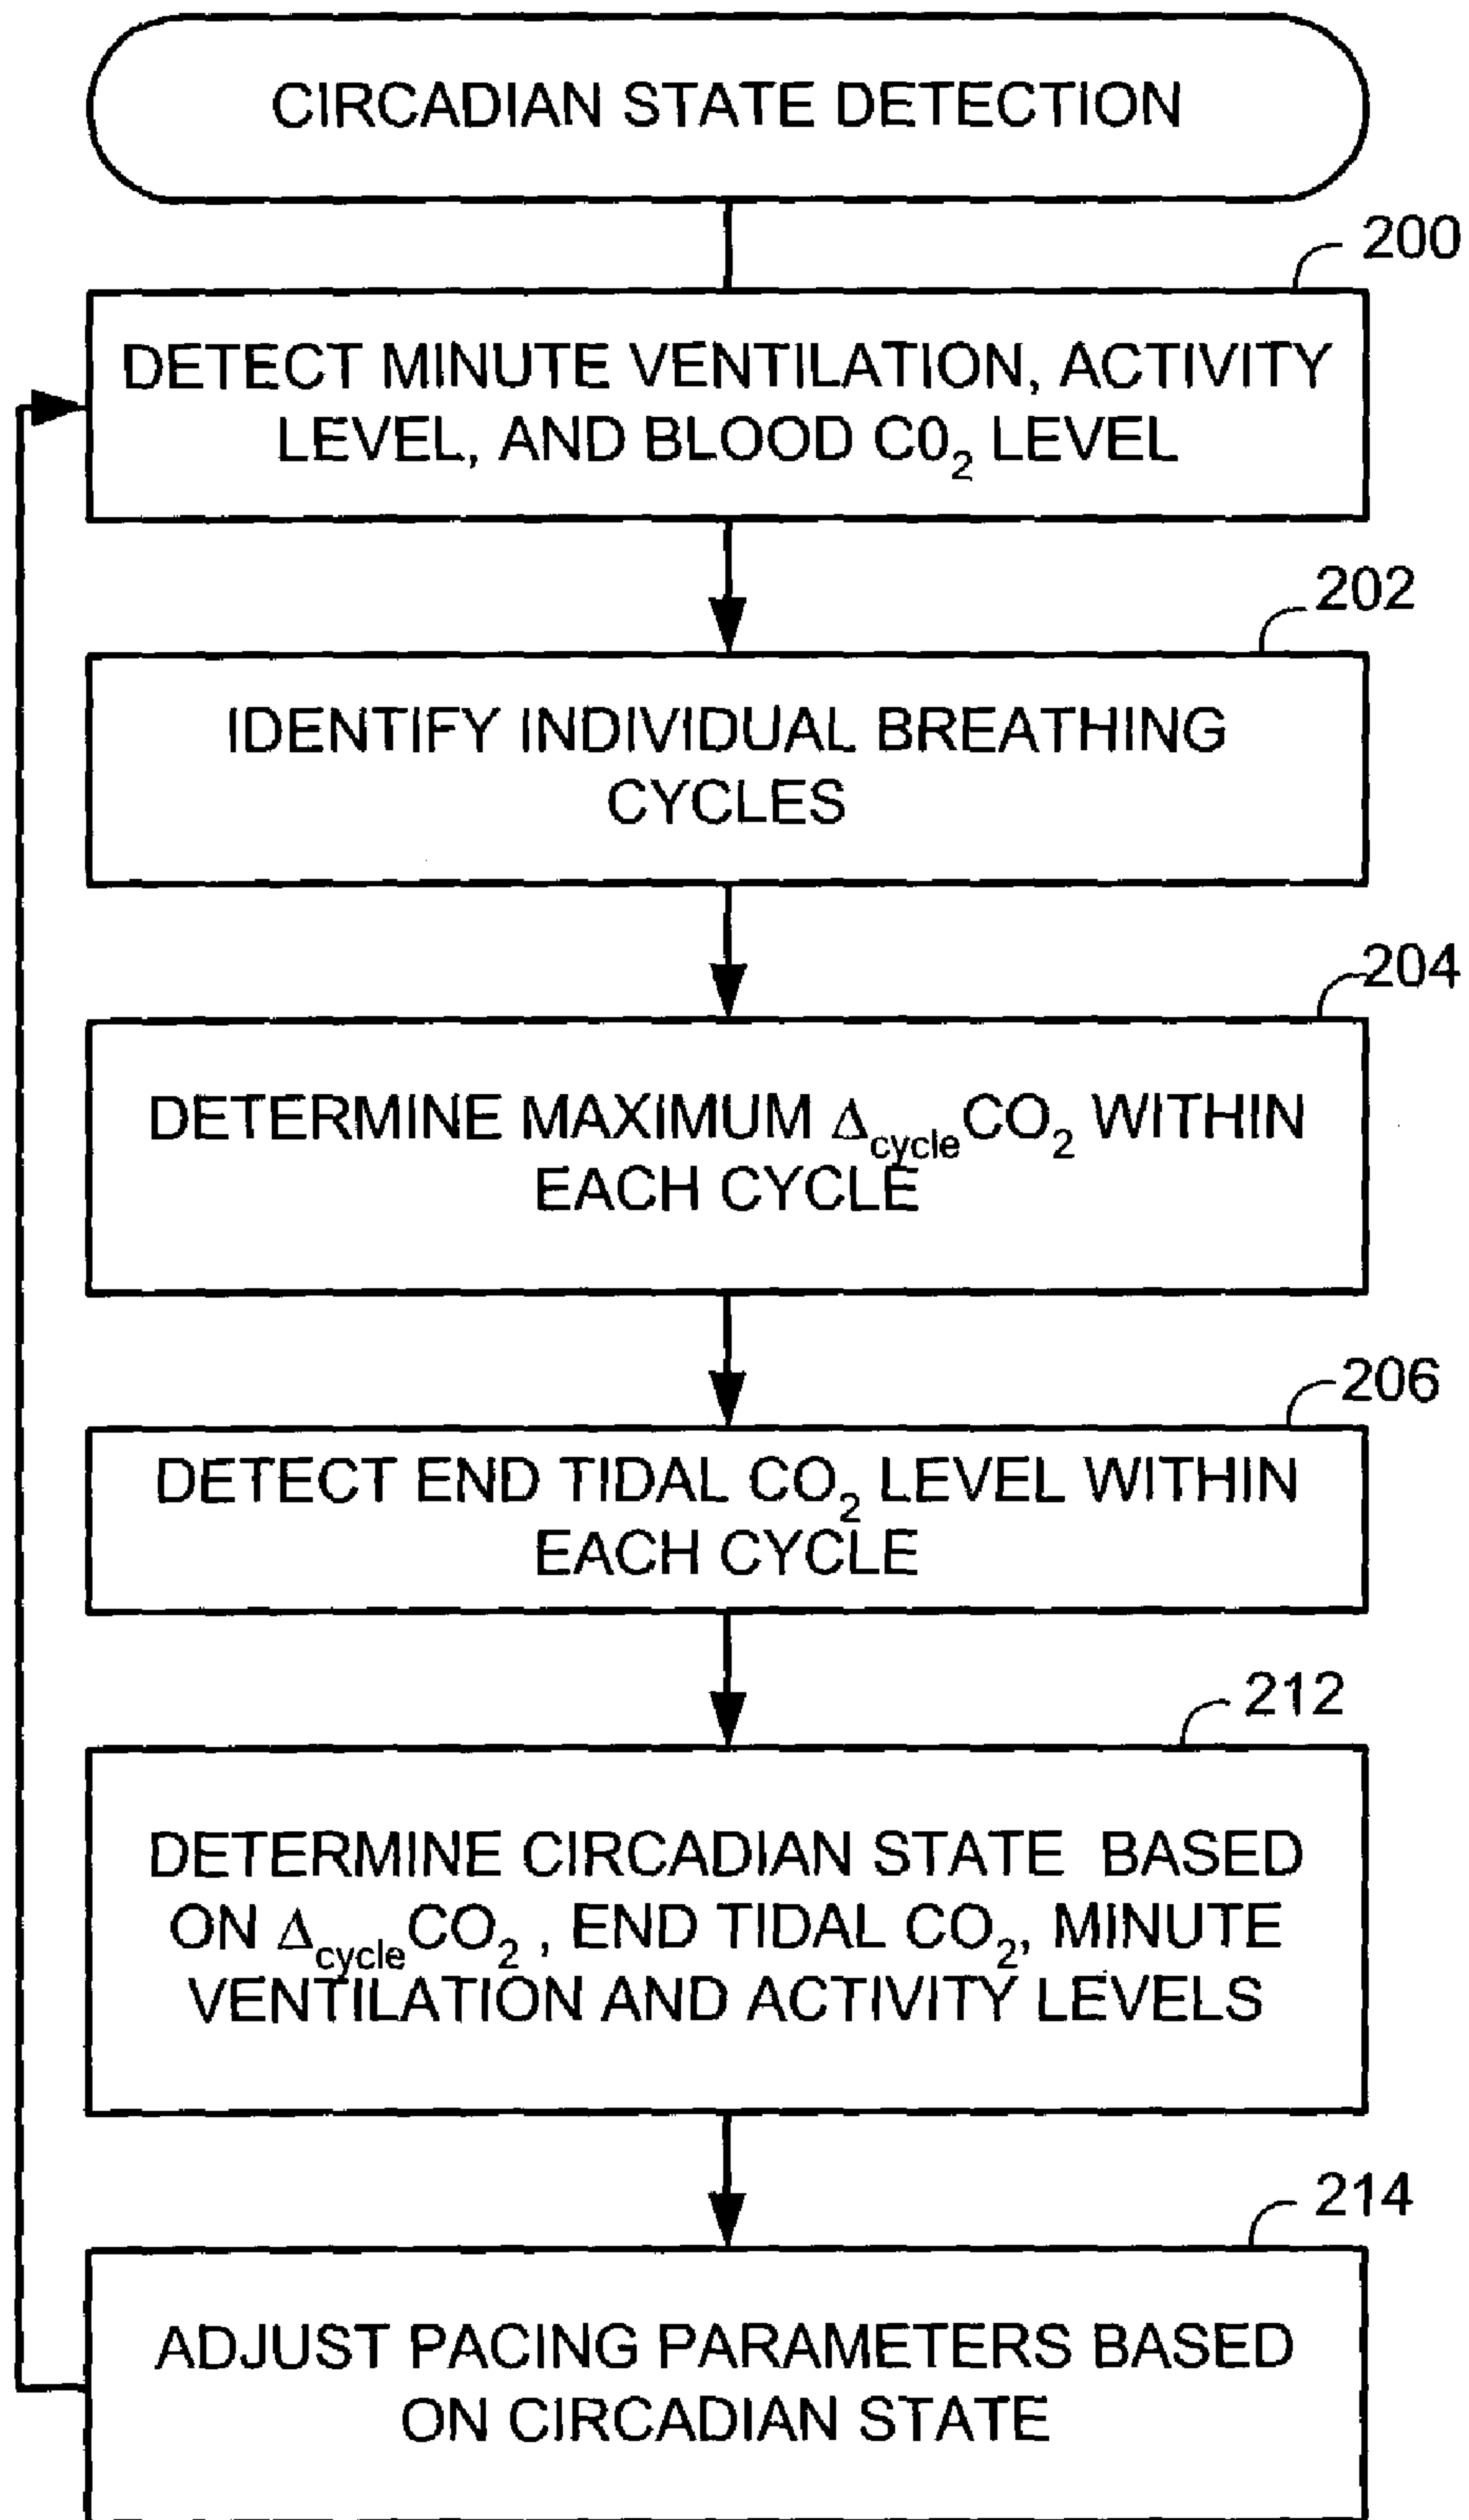 CIRCADIAN STATE DETECTION
200
DETECT MINUTE VENTILATION, ACTIVITY
LEVEL, AND BLOOD C0₂ LEVEL
202
IDENTIFY INDIVIDUAL BREATHING
CYCLES
204
DETERMINE MAXIMUM Δcycle CO₂ WITHIN
EACH CYCLE
206
DETECT END TIDAL CO₂ LEVEL WITHIN
EACH CYCLE
212
DETERMINE CIRCADIAN STATE BASED
ON Δcycle CO₂ , END TIDAL CO₂, MINUTE
VENTILATION AND ACTIVITY LEVELS
214
ADJUST PACING PARAMETERS BASED
ON CIRCADIAN STATE